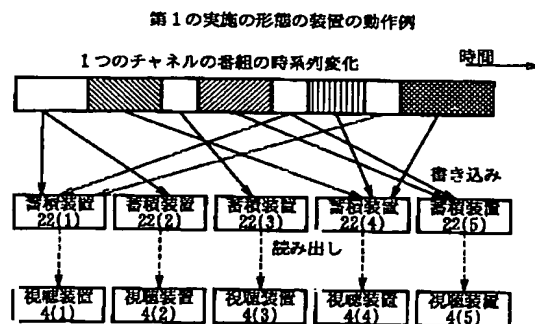 第1の実施の形態の装置の動作例
1つのチャネルの番組の時系列変化
時間
書き込み
蓄積装置 蓄積装置 蓄積装置 蓄積装置 蓄積装置
22(1) 22(2) 22(3) 22(4) 22(5)
読み出し
視聴装置 視聴装置 視聴装置 視聴装置 視聴装置
4(1) 4(2) 4(3) 4(4) 4(5)